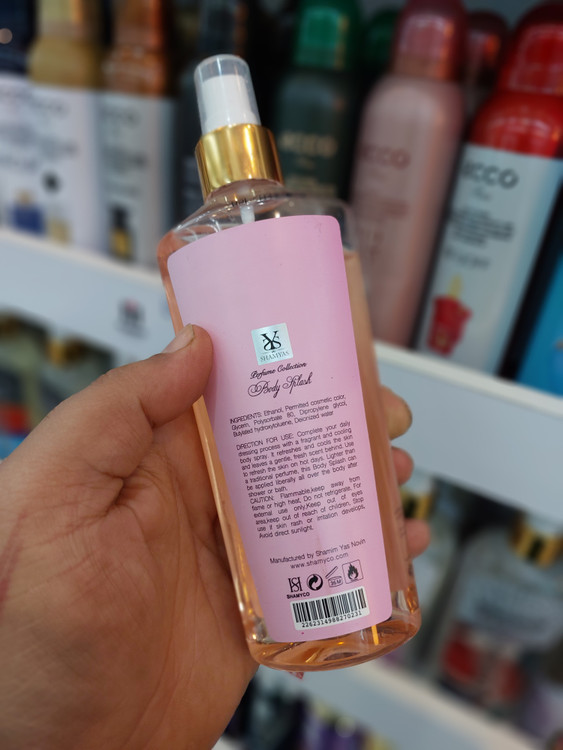 SHAMYAS
Perfume Collection
Body Splash
INGREDIENTS: Ethanol, Permitted cosmetic color,
Glycerin, Polysorbate 80, Dipropylene glycol,
Butylated hydroxytoluene, Deionized water
DIRECTION FOR USE: Complete your daily
dressing process with a fragrant and cooling
body spray. It refreshes and cools the skin
and leaves a gentle, fresh scent behind. Use
to refresh the skin on hot days. Lighter than
a traditional perfume, this Body Splash can
be applied liberally all over the body after
shower or bath.
CAUTION: Flammable,keep away from
flame or high heat, Do not refrigerate, For
external use only,Keep out of eyes
area,keep out of reach of children, Stop
use if skin rash or irritation develops,
Avoid direct sunlight.
Manufactured by Shamim Yas Novin
www.shamyco.com
SHAMYCO
36 M
2262314988270231
ACCO